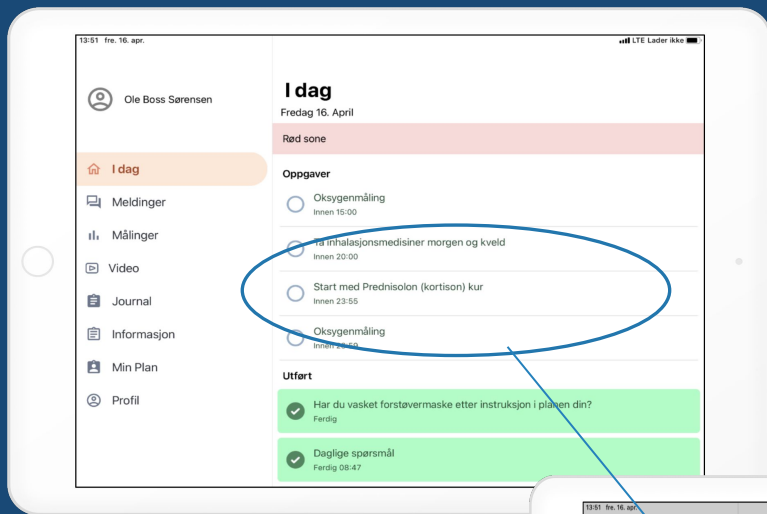 13:51 fre. 16. apr.
LTE Lader ikke
Ole Boss Sørensen
I dag
Meldinger
Målinger
Video
Journal
Informasjon
Min Plan
Profil
I dag
Fredag 16. April
Rød sone
Oppgaver
Oksygenmåling
Innen 15:00
Ta inhalasjonsmedisiner morgen og kveld
Innen 20:00
Start med Prednisolon (kortison) kur
Innen 23:55
Oksygenmåling
Innen 23:59
Utført
Har du vasket forstøvermaske etter instruksjon i planen din?
Ferdig
Daglige spørsmål
Ferdig 08:47
13:51 fre. 16. apr.